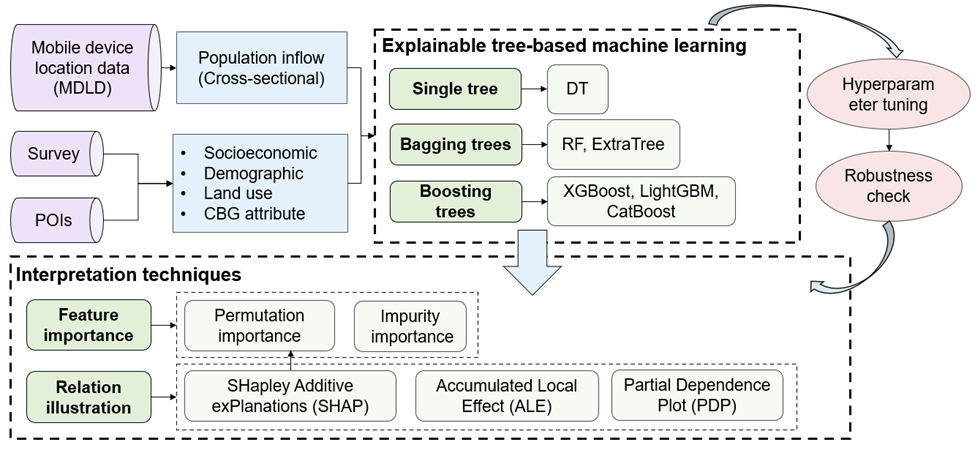 Mobile device
location data
(MDLD)
Population inflow
(Cross-sectional)
Survey
POIs
• Socioeconomic
• Demographic
• Land use
• CBG attribute
Explainable tree-based machine learning
Single tree
DT
Bagging trees
RF, ExtraTree
Boosting
trees
XGBoost, LightGBM,
CatBoost
Hyperparam
eter tuning
Robustness
check
Interpretation techniques
Feature
importance
Permutation
importance
Impurity
importance
Relation
illustration
SHapley Additive
exPlanations (SHAP)
Accumulated Local
Effect (ALE)
Partial Dependence
Plot (PDP)